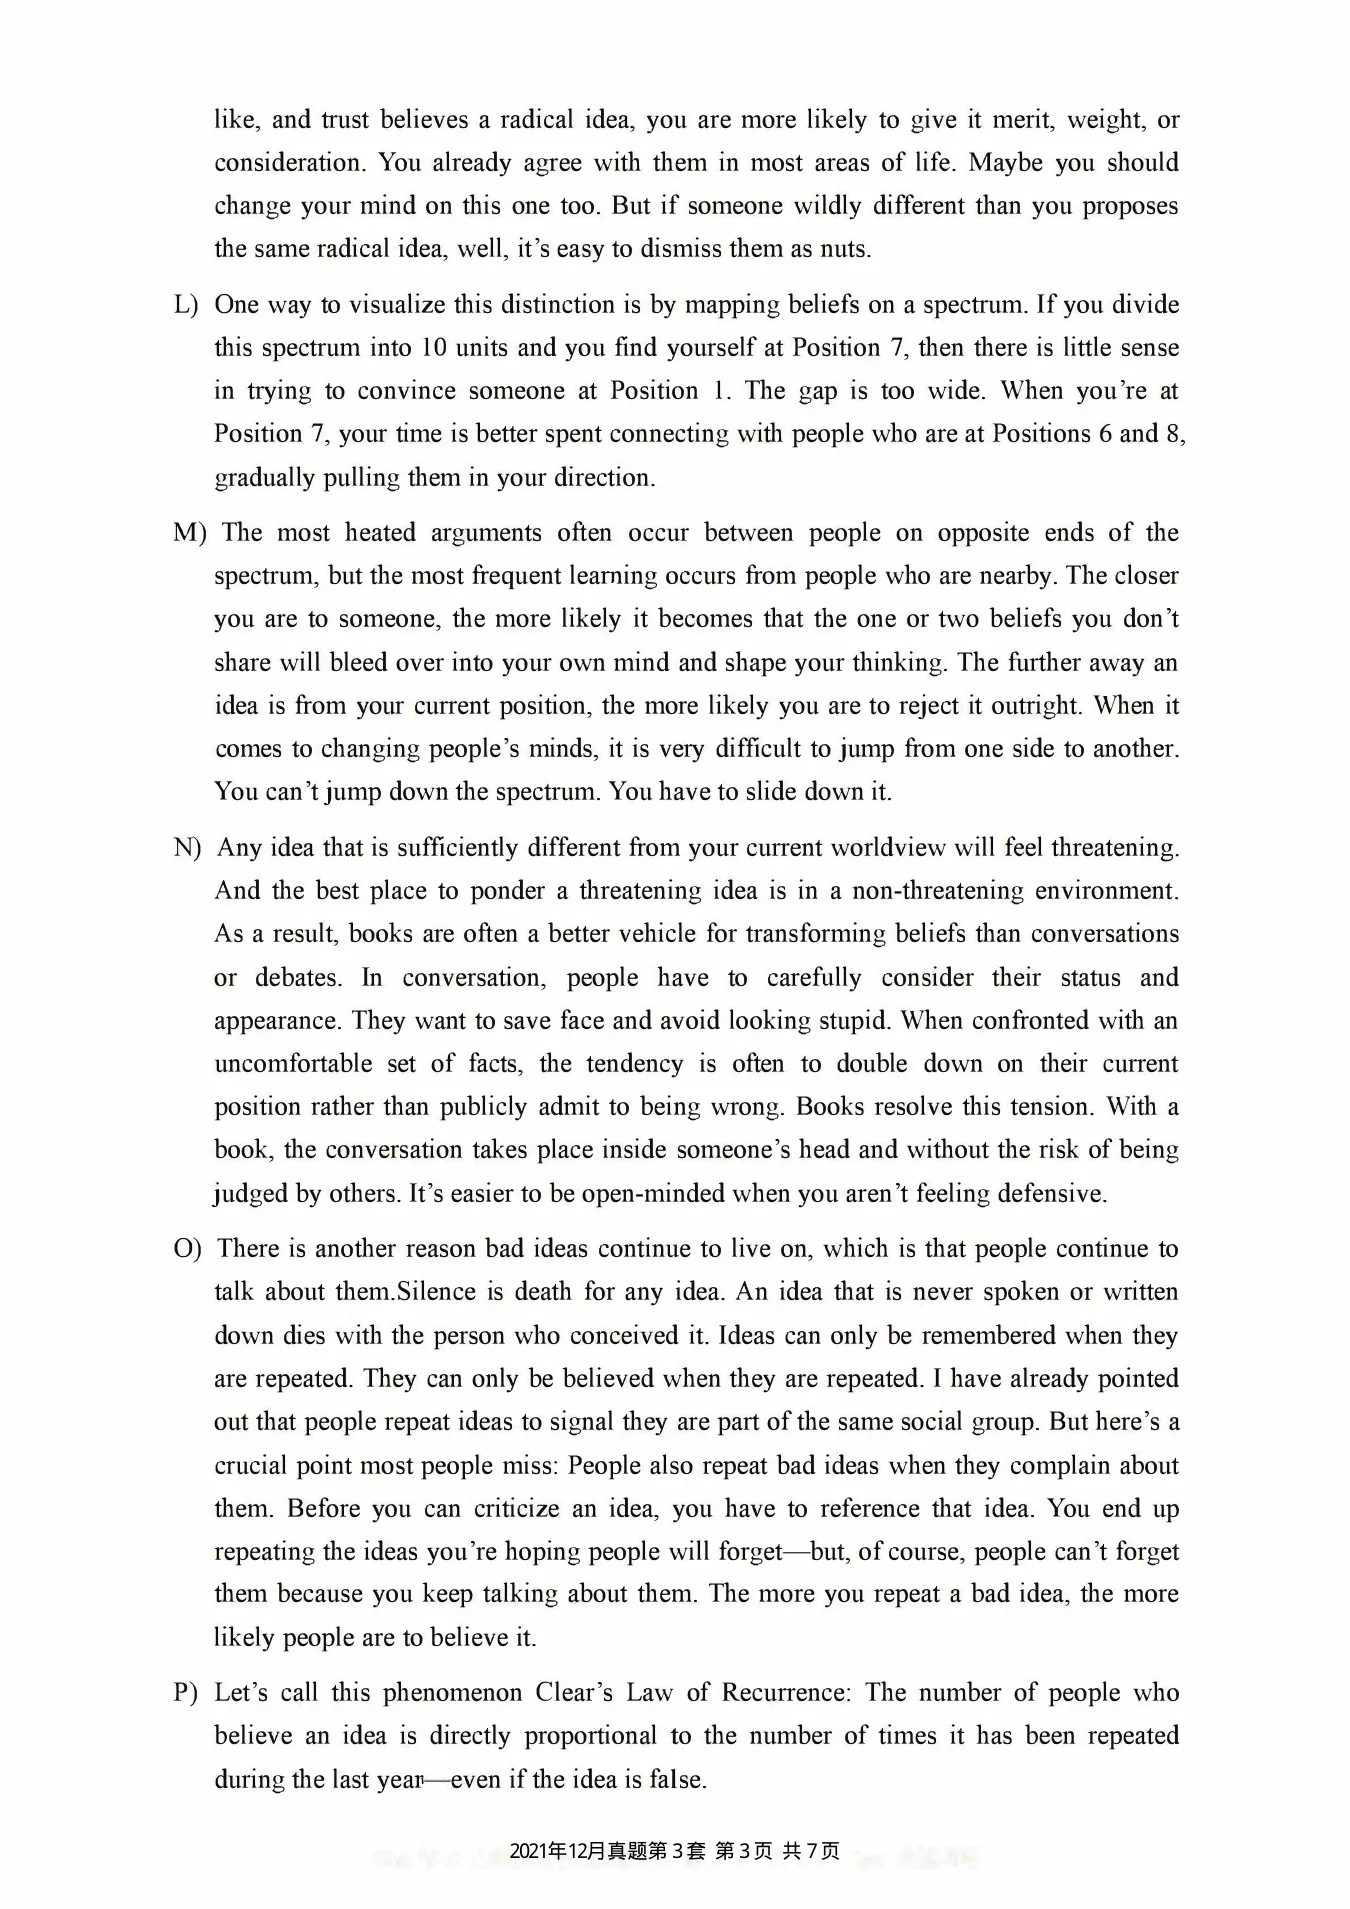 like, and trust believes a radical idea, you are more likely to give it merit, weight, or
consideration. You already agree with them in most areas of life. Maybe you should
change your mind on this one too. But if someone wildly different than you proposes
the same radical idea, well, it's easy to dismiss them as nuts.
L) One way to visualize this distinction is by mapping beliefs on a spectrum. If you divide
this spectrum into 10 units and you find yourself at Position 7, then there is little sense
in trying to convince someone at Position 1. The gap is too wide. When you're at
Position 7, your time is better spent connecting with people who are at Positions 6 and 8,
gradually pulling them in your direction.
M) The most heated arguments often occur between people on opposite ends of the
spectrum, but the most frequent learning occurs from people who are nearby. The closer
you are to someone, the more likely it becomes that the one or two beliefs you don't
share will bleed over into your own mind and shape your thinking. The further away an
idea is from your current position, the more likely you are to reject it outright. When it
comes to changing people's minds, it is very difficult to jump from one side to another.
You can't jump down the spectrum. You have to slide down it.
N) Any idea that is sufficiently different from your current worldview will feel threatening.
And the best place to ponder a threatening idea is in a non-threatening environment.
As a result, books are often a better vehicle for transforming beliefs than conversations
or debates. In conversation, people have to carefully consider their status and
appearance. They want to save face and avoid looking stupid. When confronted with an
uncomfortable set of facts, the tendency is often to double down on their current
position rather than publicly admit to being wrong. Books resolve this tension. With a
book, the conversation takes place inside someone's head and without the risk of being
judged by others. It's easier to be open-minded when you aren't feeling defensive.
O) There is another reason bad ideas continue to live on, which is that people continue to
talk about them.Silence is death for any idea. An idea that is never spoken or written
down dies with the person who conceived it. Ideas can only be remembered when they
are repeated. They can only be believed when they are repeated. I have already pointed
out that people repeat ideas to signal they are part of the same social group. But here's a
crucial point most people miss: People also repeat bad ideas when they complain about
them. Before you can criticize an idea, you have to reference that idea. You end up
repeating the ideas you're hoping people will forget—but, of course, people can't forget
them because you keep talking about them. The more you repeat a bad idea, the more
likely people are to believe it.
P) Let's call this phenomenon Clear's Law of Recurrence: The number of people who
believe an idea is directly proportional to the number of times it has been repeated
during the last year—even if the idea is false.
2021年12月真题第3套 第3页 共7页